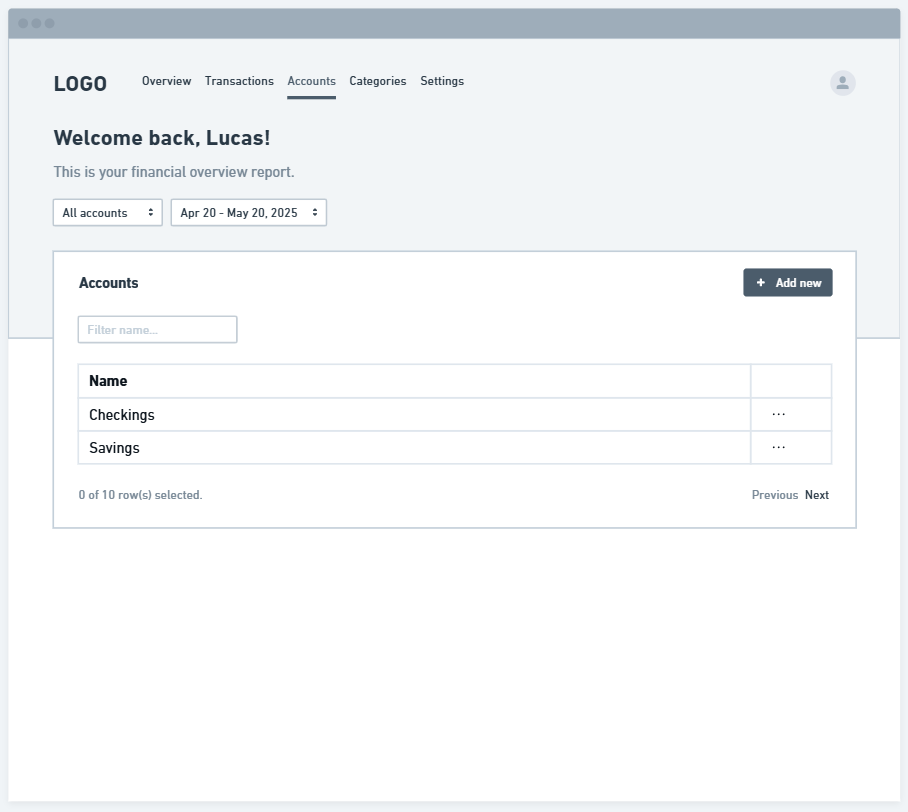 LOGO Overview Transactions Accounts Categories Settings
Welcome back, Lucas!
This is your financial overview report.
All accounts Apr 20 - May 20, 2025
Accounts + Add new
Filter name...
Name
Checkings ...
Savings ...
0 of 10 row(s) selected. Previous Next